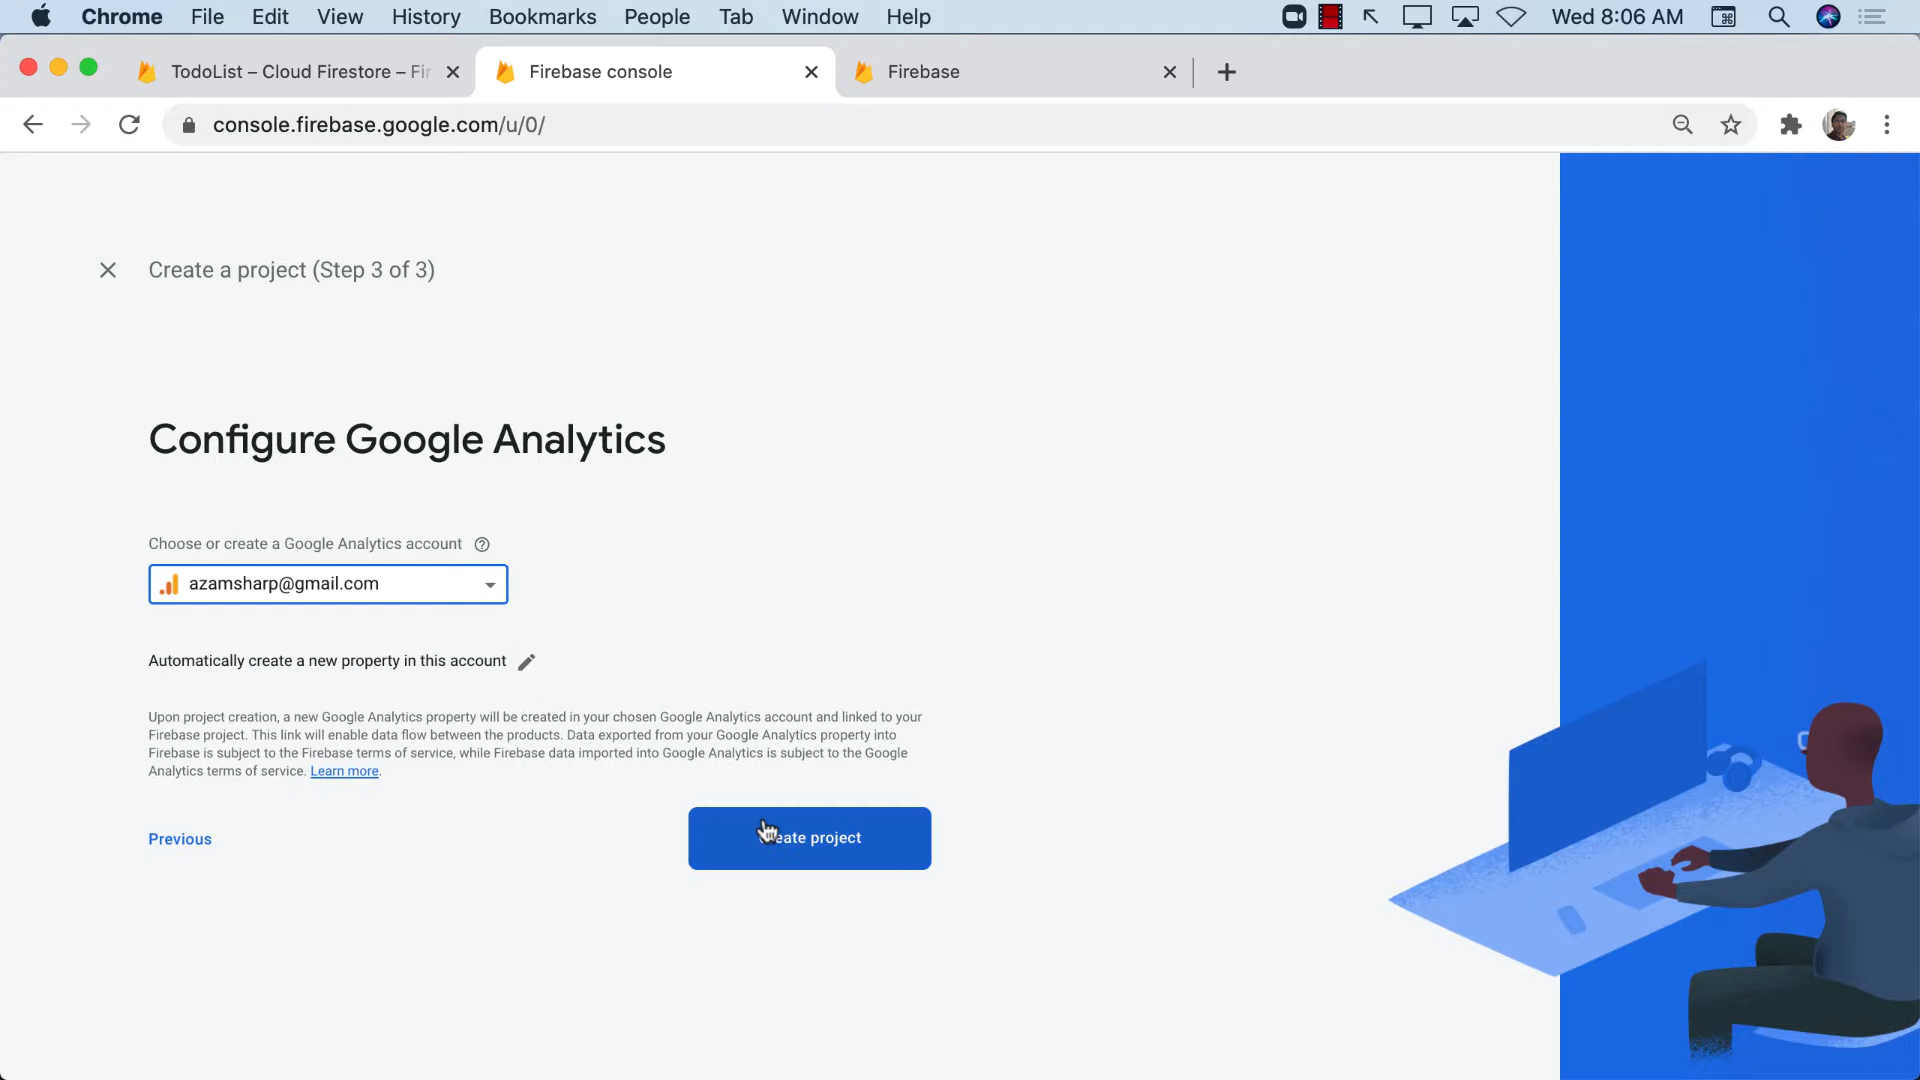 Chrome File Edit View History Bookmarks People Tab Window Help Wed 8:06 AM
TodoList – Cloud Firestore – Fir Firebase console Firebase
console.firebase.google.com/u/0/
Create a project (Step 3 of 3)
Configure Google Analytics
Choose or create a Google Analytics account
azamsharp@gmail.com
Automatically create a new property in this account
Upon project creation, a new Google Analytics property will be created in your chosen Google Analytics account and linked to your
Firebase project. This link will enable data flow between the products. Data exported from your Google Analytics property into
Firebase is subject to the Firebase terms of service, while Firebase data imported into Google Analytics is subject to the Google
Analytics terms of service. Learn more.
Previous
project